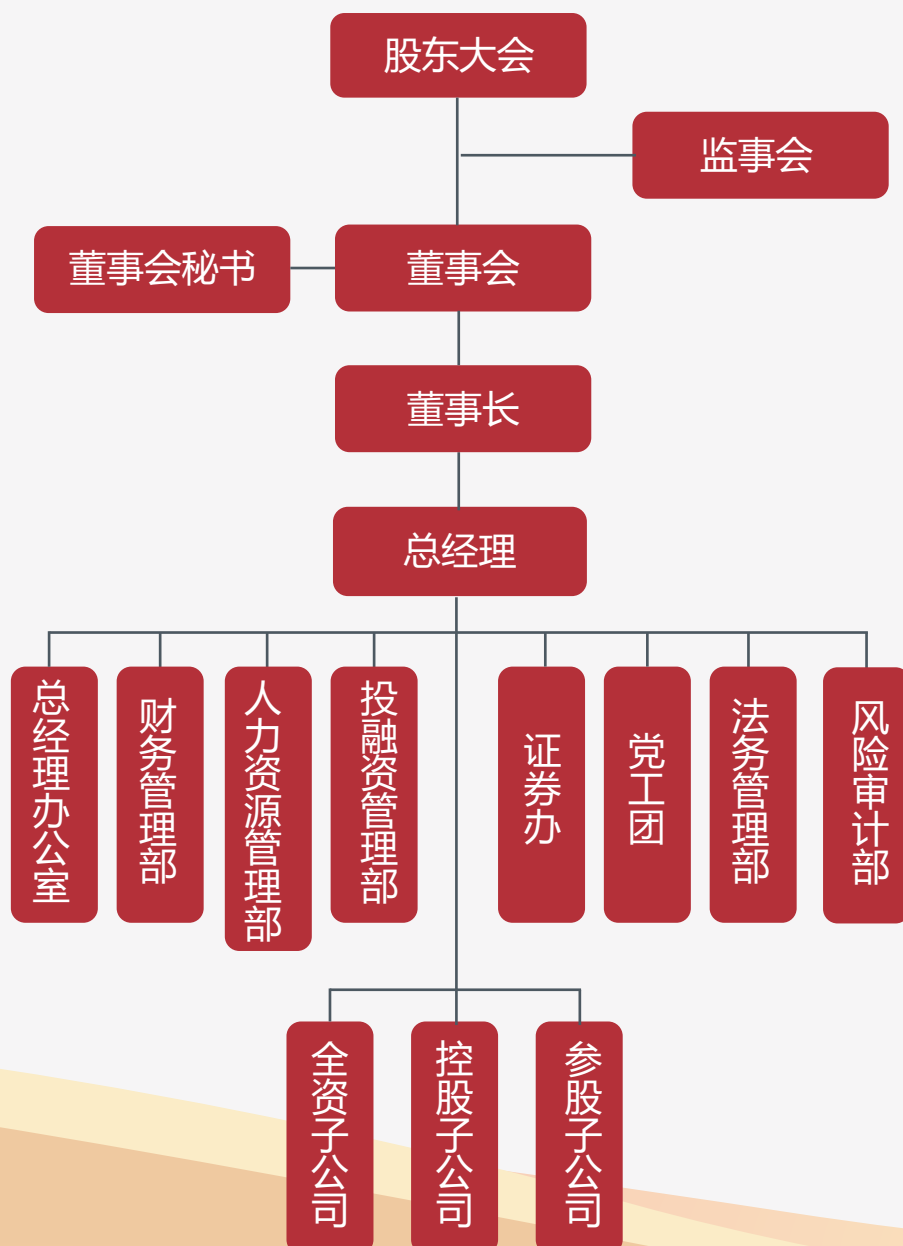 股东大会
监事会
董事会秘书
董事会
董事长
总经理
总经理办公室
财务管理部
人力资源管理部
投融资管理部
证券办
党工团
法务管理部
风险审计部
全资子公司
控股子公司
参股子公司